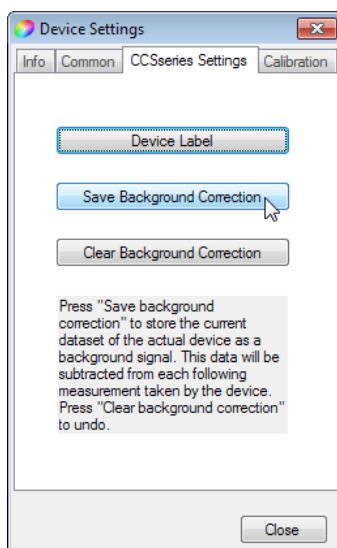 Device Settings
Info Common CCSseries Settings Calibration
Device Label
Save Background Correction
Clear Background Correction
Press "Save background
correction" to store the current
dataset of the actual device as a
background signal. This data will be
subtracted from each following
measurement taken by the device.
Press "Clear background correction"
to undo.
Close